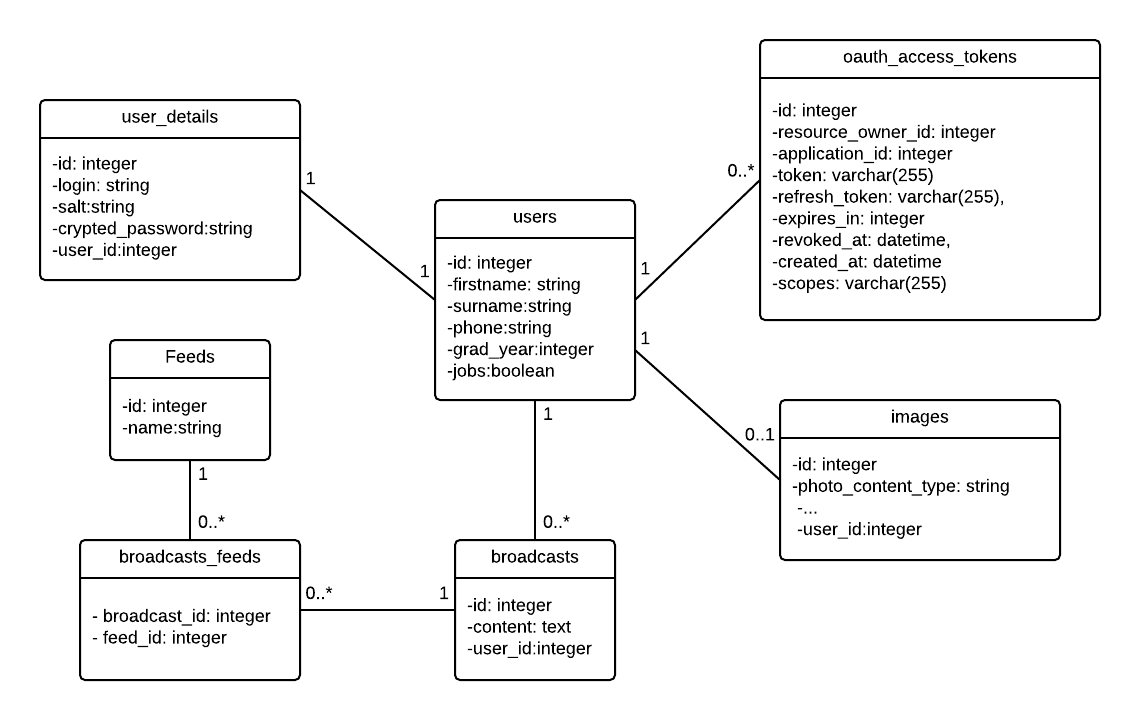 oauth_access_tokens
-id: integer
-resource_owner_id: integer
-application_id: integer
-token: varchar(255)
-refresh_token: varchar(255),
-expires_in: integer
-revoked_at: datetime,
-created_at: datetime
-scopes: varchar(255)
user_details
-id: integer
-login: string
-salt:string
-crypted_password:string
-user_id:integer
1
1
0..*
1
users
-id: integer
-firstname: string
-surname:string
-phone:string
-grad_year:integer
-jobs:boolean
1
0..1
images
-id: integer
-photo_content_type: string
-...
-user_id:integer
Feeds
-id: integer
-name:string
1
0..*
1
0..*
broadcasts_feeds
- broadcast_id: integer
- feed_id: integer
0..*
1
broadcasts
-id: integer
-content: text
-user_id:integer